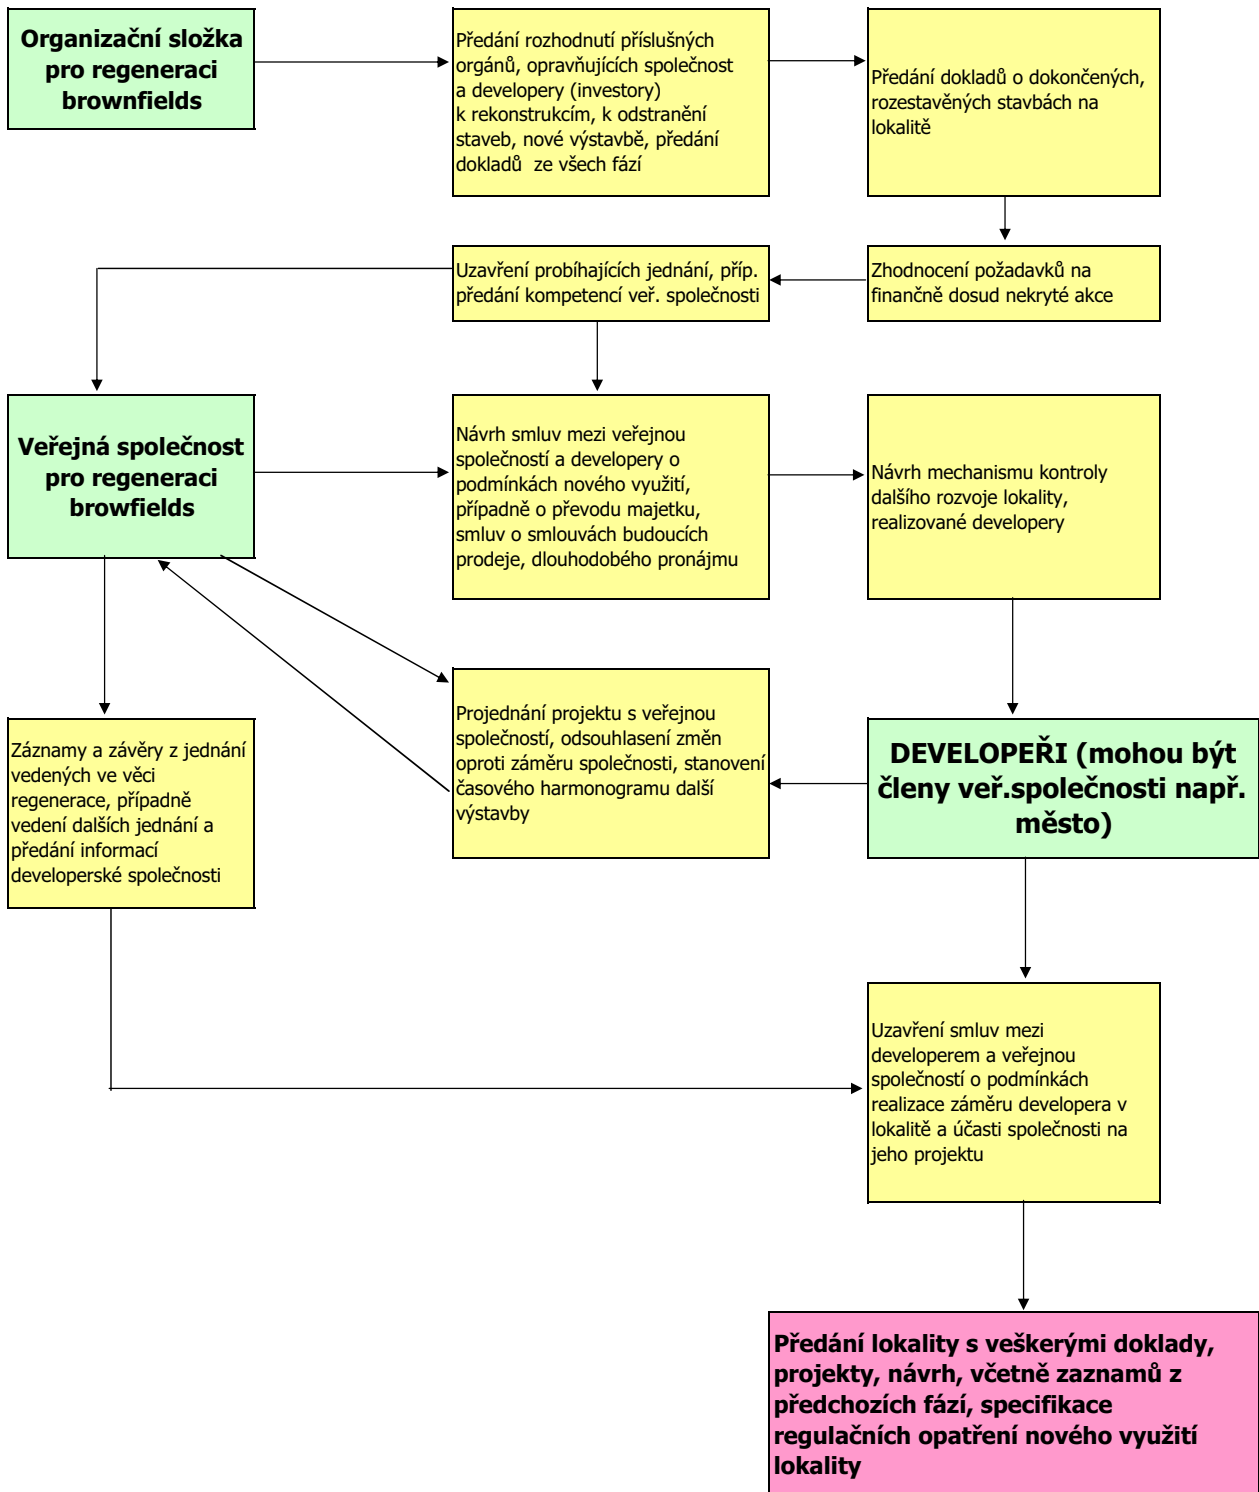 Organizační složka
pro regeneraci
brownfields
Předání rozhodnutí příslušných
orgánů, opravňujících společnost
a developery (investory)
k rekonstrukcím, k odstranění
staveb, nové výstavbě, předání
dokladů  ze všech fází
Předání dokladů o dokončených,
rozestavěných stavbách na
lokalitě
Uzavření probíhajících jednání, příp.
předání kompetencí veř. společnosti
Zhodnocení požadavků na
finančně dosud nekryté akce
Veřejná společnost
pro regeneraci
browfields
Návrh smluv mezi veřejnou
společností a developery o
podmínkách nového využití,
případně o převodu majetku,
smluv o smlouvách budoucích
prodeje, dlouhodobého pronájmu
Návrh mechanismu kontroly
dalšího rozvoje lokality,
realizované developery
Záznamy a závěry z jednání
vedených ve věci
regenerace, případně
vedení dalších jednání a
předání informací
developerské společnosti
Projednání projektu s veřejnou
společností, odsouhlasení změn
oproti záměru společnosti, stanovení
časového harmonogramu další
výstavby
DEVELOPEŘI (mohou být
členy veř.společnosti např.
město)
Uzavření smluv mezi
developerem a veřejnou
společností o podmínkách
realizace záměru developera v
lokalitě a účasti společnosti na
jeho projektu
Předání lokality s veškerými doklady,
projekty, návrh, včetně zaznamů z
předchozích fází, specifikace
regulačních opatření nového využití
lokality